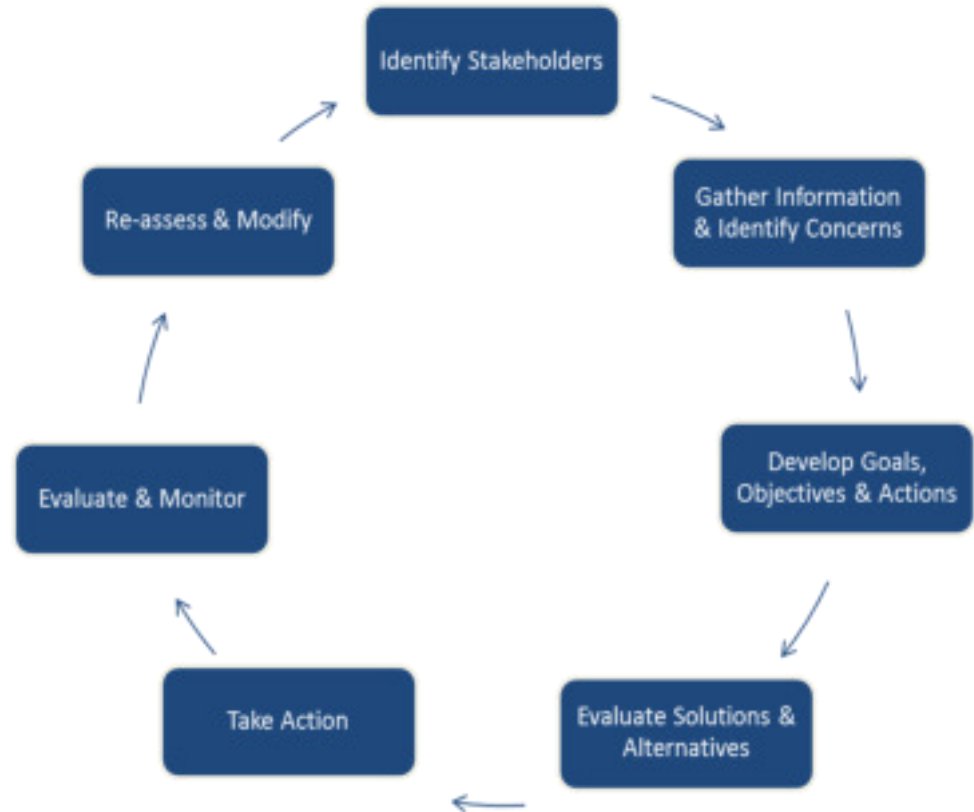 Identify Stakeholders
Gather Information
& Identify Concerns
Develop Goals,
Objectives & Actions
Evaluate Solutions &
Alternatives
Take Action
Evaluate & Monitor
Re-assess & Modify